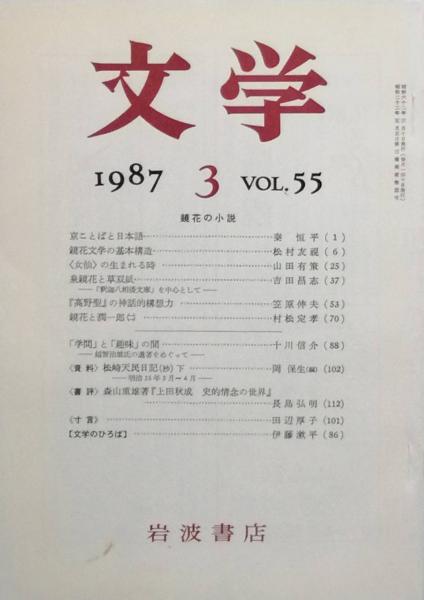 文学
1987 3 VOL.55
鏡花の小説
京ことばと日本語 秦 恒平 (1)
鏡花文学の基本構造 松村友視 (6)
〈女仙〉の生まれる時 山田有策 (25)
泉鏡花と草双紙 吉田昌志 (37)
——『釈迦八相倭文庫』を中心として——
『高野聖』の神話的構想力 笠原伸夫 (53)
鏡花と潤一郎 村松定孝 (70)
「学問」と「趣味」の間 十川信介 (88)
——越智治雄氏の遺著をめぐって——
〈資料〉松崎天民日記(抄)下 岡 保生(編) (102)
——明治35年3月~4月——
〈書評〉森山重雄著『上田秋成 史的情念の世界』
長島弘明 (112)
〈寸言〉 田辺厚子 (101)
【文学のひろば】 伊藤漱平 (86)
岩波書店